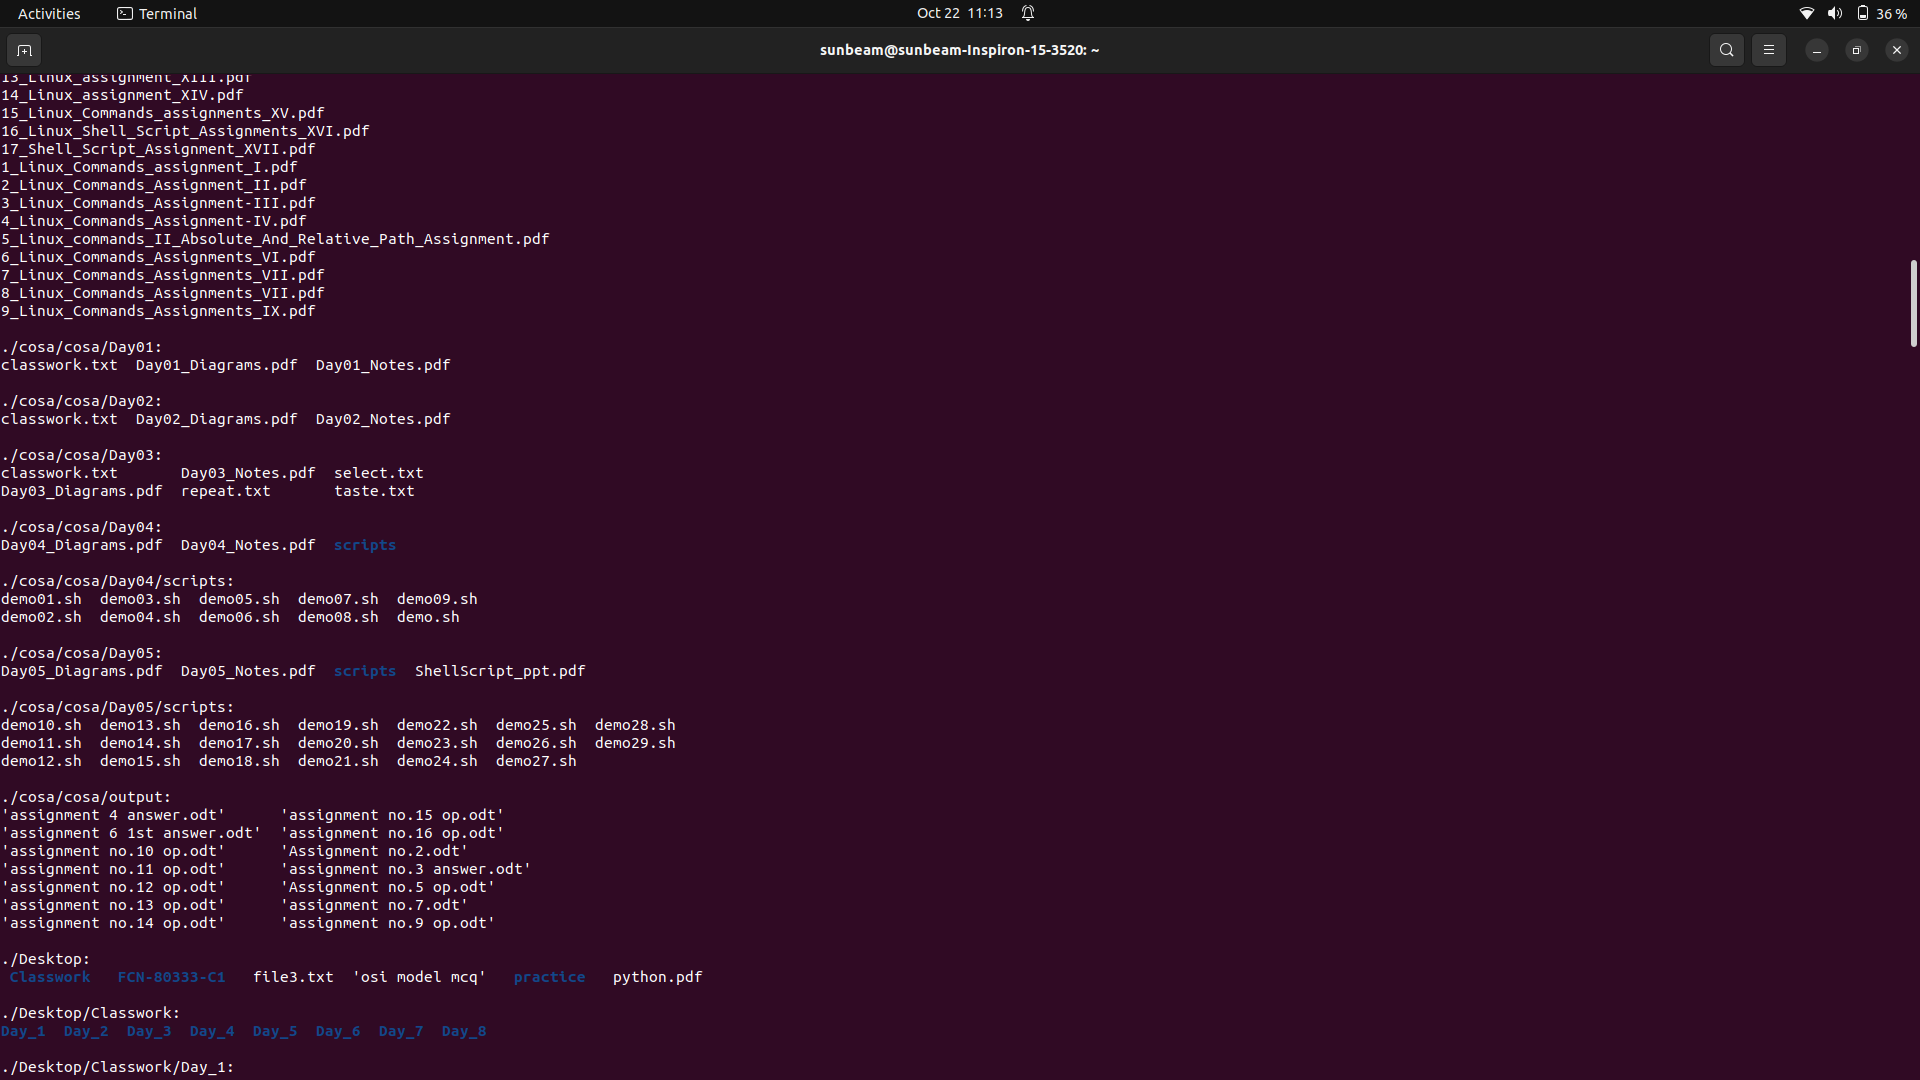 Activities Terminal Oct 22 11:13 36 %
sunbeam@sunbeam-Inspiron-15-3520: ~
13_Linux_assignment_XIII.pdf
14_Linux_assignment_XIV.pdf
15_Linux_Commands_assignments_XV.pdf
16_Linux_Shell_Script_Assignments_XVI.pdf
17_Shell_Script_Assignment_XVII.pdf
1_Linux_Commands_assignment_I.pdf
2_Linux_Commands_Assignment_II.pdf
3_Linux_Commands_Assignment-III.pdf
4_Linux_Commands_Assignment-IV.pdf
5_Linux_commands_II_Absolute_And_Relative_Path_Assignment.pdf
6_Linux_Commands_Assignments_VI.pdf
7_Linux_Commands_Assignments_VII.pdf
8_Linux_Commands_Assignments_VII.pdf
9_Linux_Commands_Assignments_IX.pdf
./cosa/cosa/Day01:
classwork.txt  Day01_Diagrams.pdf  Day01_Notes.pdf
./cosa/cosa/Day02:
classwork.txt  Day02_Diagrams.pdf  Day02_Notes.pdf
./cosa/cosa/Day03:
classwork.txt       Day03_Notes.pdf  select.txt
Day03_Diagrams.pdf  repeat.txt       taste.txt
./cosa/cosa/Day04:
Day04_Diagrams.pdf  Day04_Notes.pdf  scripts
./cosa/cosa/Day04/scripts:
demo01.sh  demo03.sh  demo05.sh  demo07.sh  demo09.sh
demo02.sh  demo04.sh  demo06.sh  demo08.sh  demo.sh
./cosa/cosa/Day05:
Day05_Diagrams.pdf  Day05_Notes.pdf  scripts  ShellScript_ppt.pdf
./cosa/cosa/Day05/scripts:
demo10.sh  demo13.sh  demo16.sh  demo19.sh  demo22.sh  demo25.sh  demo28.sh
demo11.sh  demo14.sh  demo17.sh  demo20.sh  demo23.sh  demo26.sh  demo29.sh
demo12.sh  demo15.sh  demo18.sh  demo21.sh  demo24.sh  demo27.sh
./cosa/cosa/output:
'assignment 4 answer.odt'      'assignment no.15 op.odt'
'assignment 6 1st answer.odt'  'assignment no.16 op.odt'
'assignment no.10 op.odt'      'Assignment no.2.odt'
'assignment no.11 op.odt'      'assignment no.3 answer.odt'
'assignment no.12 op.odt'      'Assignment no.5 op.odt'
'assignment no.13 op.odt'      'assignment no.7.odt'
'assignment no.14 op.odt'      'assignment no.9 op.odt'
./Desktop:
Classwork   FCN-80333-C1   file3.txt  'osi model mcq'   practice   python.pdf
./Desktop/Classwork:
Day_1  Day_2  Day_3  Day_4  Day_5  Day_6  Day_7  Day_8
./Desktop/Classwork/Day_1: